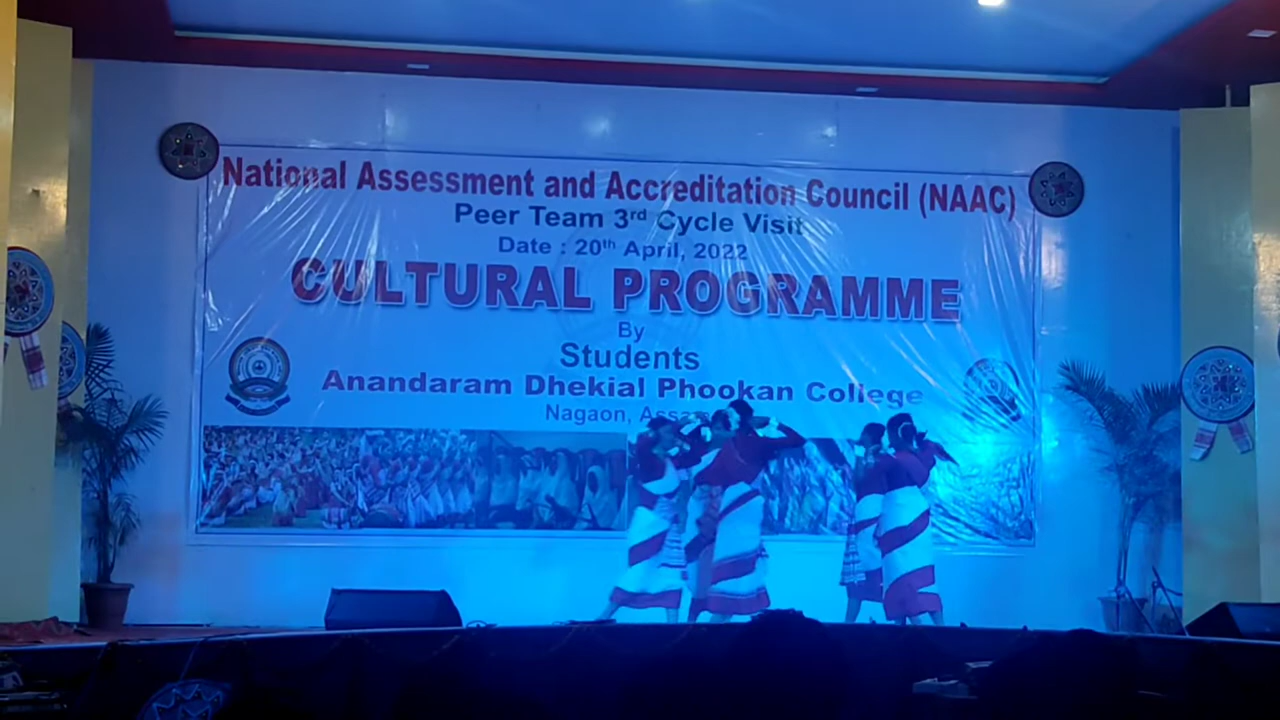 National Assessment and Accreditation Council (NAAC)
Peer Team 3rd Cycle Visit
Date : 20th April, 2022
CULTURAL PROGRAMME
By
Students
Anandaram Dhekial Phookan College
Nagaon,